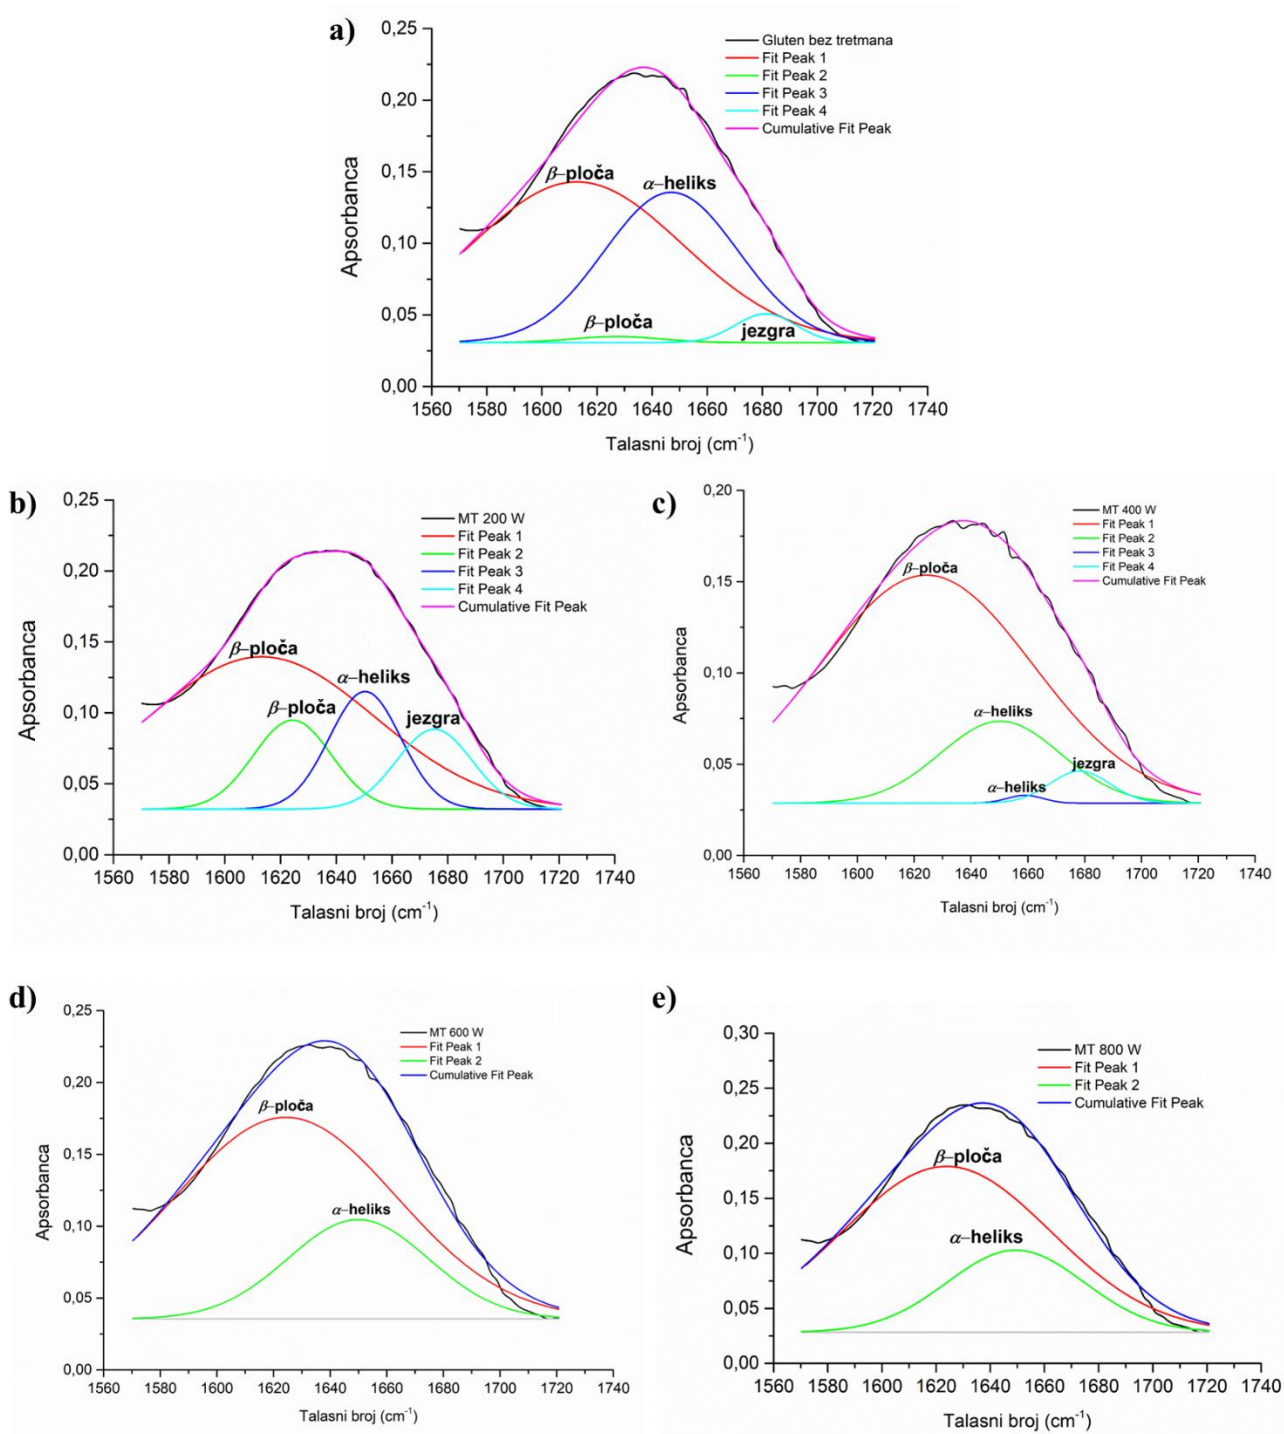 a)
0,25
0,20
0,15
0,10
0,05
0,00
Apsorbanca
Gluten bez tretmana
Fit Peak 1
Fit Peak 2
Fit Peak 3
Fit Peak 4
Cumulative Fit Peak
β–ploča
α–heliks
β–ploča
jezgra
1560 1580 1600 1620 1640 1660 1680 1700 1720 1740
Talasni broj (cm⁻¹)
b)
0,25
0,20
0,15
0,10
0,05
0,00
Apsorbanca
MT 200 W
Fit Peak 1
Fit Peak 2
Fit Peak 3
Fit Peak 4
Cumulative Fit Peak
β–ploča
α–heliks
β–ploča
jezgra
1560 1580 1600 1620 1640 1660 1680 1700 1720 1740
Talasni broj (cm⁻¹)
c)
0,20
0,15
0,10
0,05
0,00
Apsorbanca
MT 400 W
Fit Peak 1
Fit Peak 2
Fit Peak 3
Fit Peak 4
Cumulative Fit Peak
β–ploča
α–heliks
jezgra
α–heliks
1560 1580 1600 1620 1640 1660 1680 1700 1720 1740
Talasni broj (cm⁻¹)
d)
0,25
0,20
0,15
0,10
0,05
0,00
Apsorbanca
MT 600 W
Fit Peak 1
Fit Peak 2
Cumulative Fit Peak
β–ploča
α–heliks
1560 1580 1600 1620 1640 1660 1680 1700 1720 1740
Talasni broj (cm⁻¹)
e)
0,30
0,25
0,20
0,15
0,10
0,05
0,00
Apsorbanca
MT 800 W
Fit Peak 1
Fit Peak 2
Cumulative Fit Peak
β–ploča
α–heliks
1560 1580 1600 1620 1640 1660 1680 1700 1720 1740
Talasni broj (cm⁻¹)